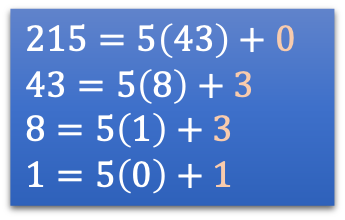 215 = 5(43) + 0
43 = 5(8) + 3
8 = 5(1) + 3
1 = 5(0) + 1